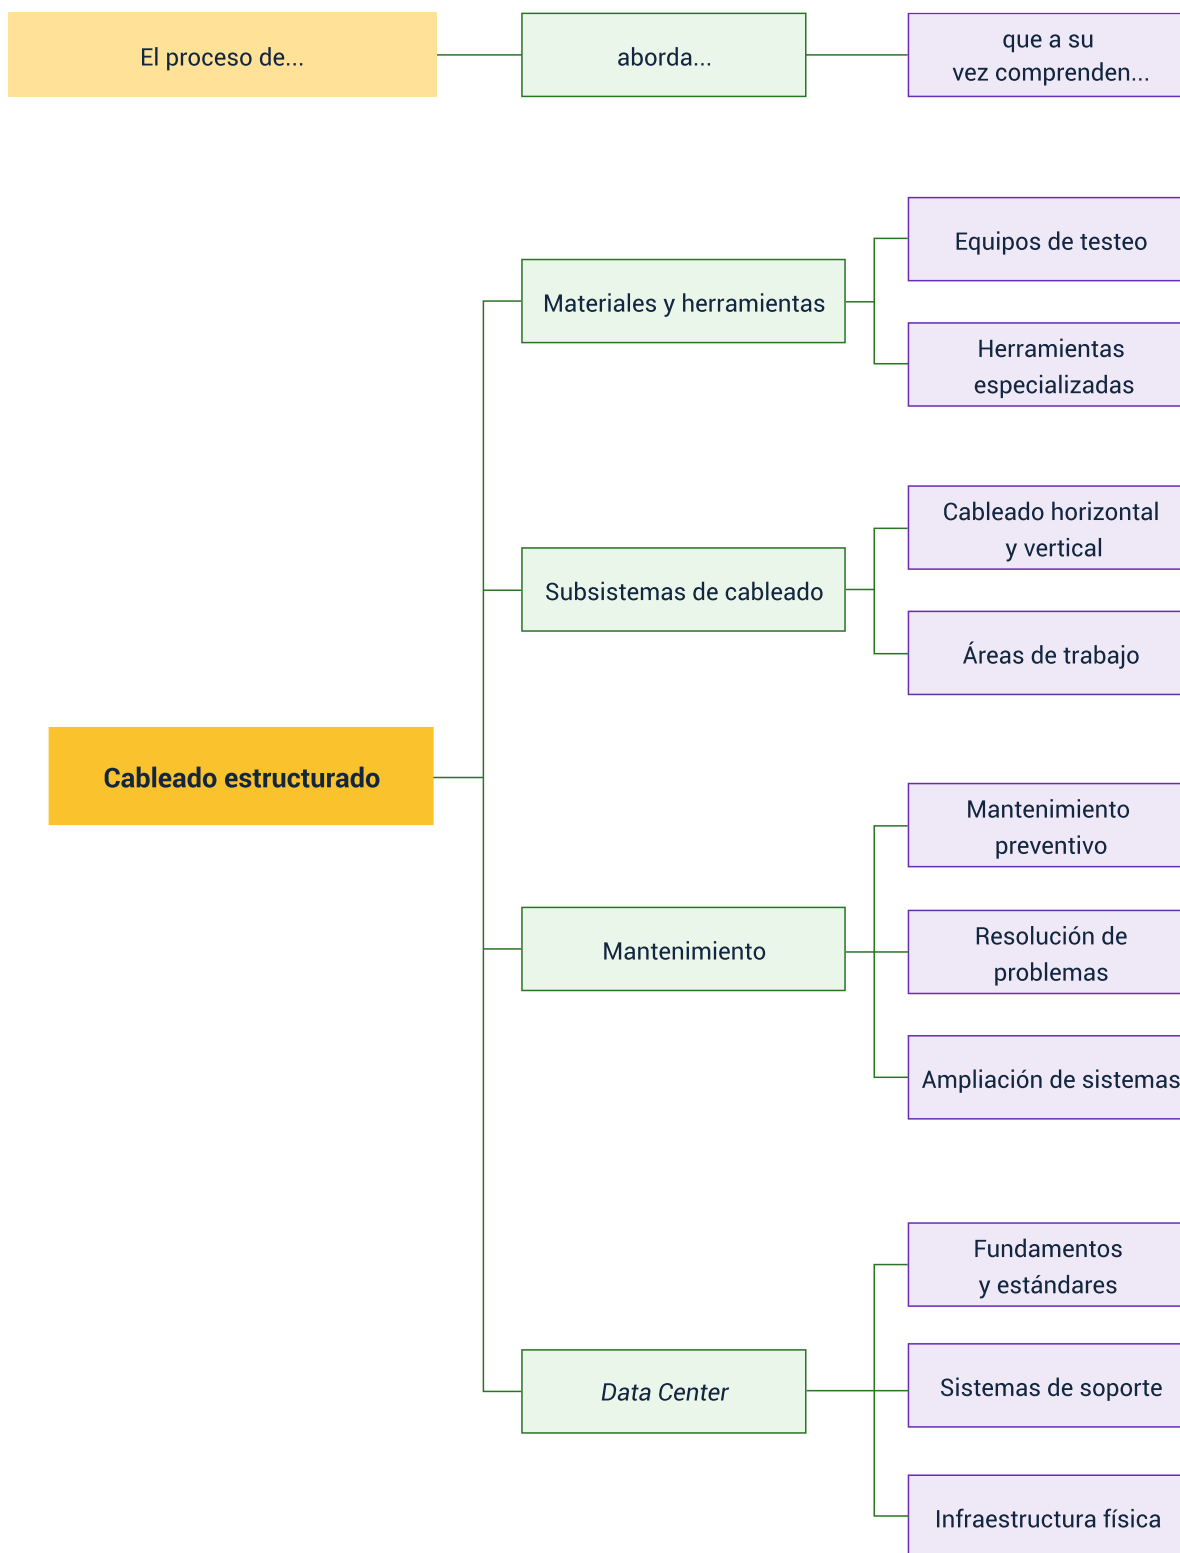 El proceso de...
aborda...
que a su
vez comprenden...
Equipos de testeo
Materiales y herramientas
Herramientas
especializadas
Cableado horizontal
y vertical
Subsistemas de cableado
Áreas de trabajo
Cableado estructurado
Mantenimiento
preventivo
Mantenimiento
Resolución de
problemas
Ampliación de sistemas
Fundamentos
y estándares
Data Center
Sistemas de soporte
Infraestructura física